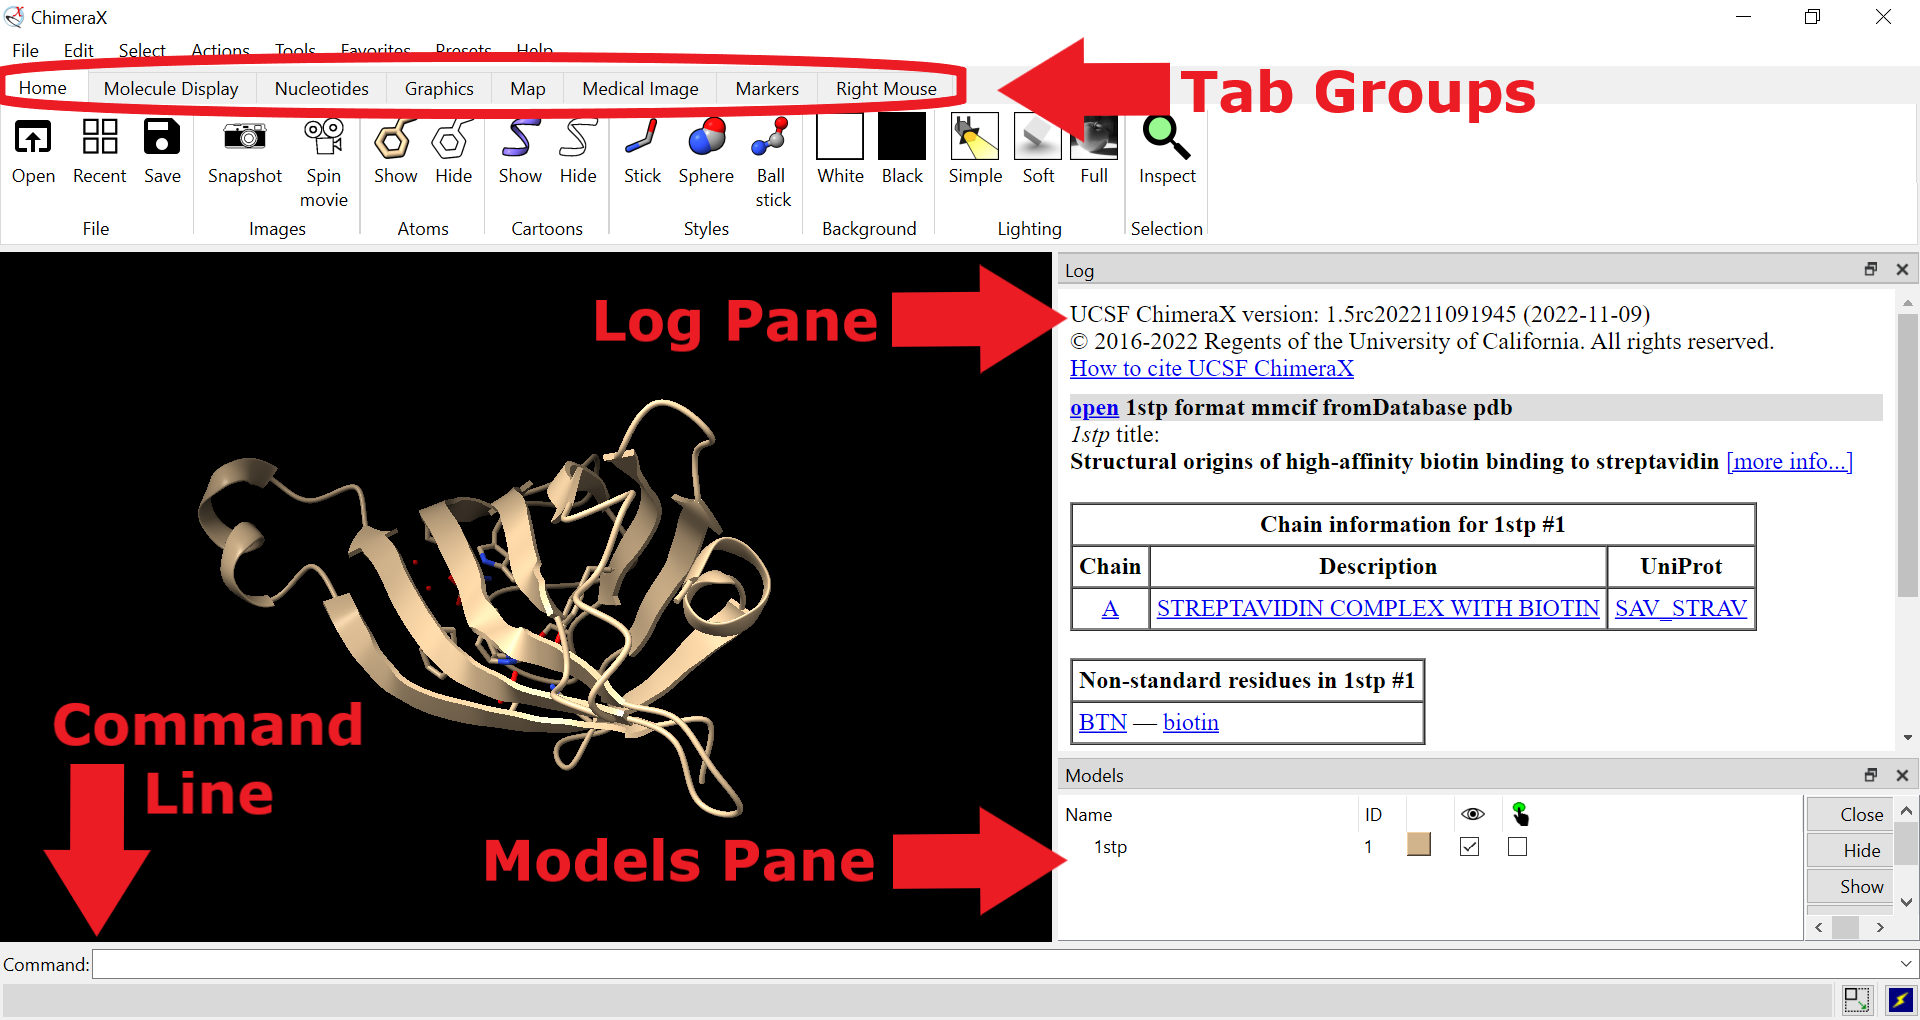 ChimeraX
File Edit Select Actions Tools Favorites Presets Help
Home Molecule Display Nucleotides Graphics Map Medical Image Markers Right Mouse
Tab Groups
Open Recent Save Snapshot Spin movie Show Hide Show Hide Stick Sphere Ball stick White Black Simple Soft Full Inspect
File Images Atoms Cartoons Styles Background Lighting Selection
Log Pane
Log
UCSF ChimeraX version: 1.5rc202211091945 (2022-11-09)
© 2016-2022 Regents of the University of California. All rights reserved.
How to cite UCSF ChimeraX
open 1stp format mmcif fromDatabase pdb
1stp title:
Structural origins of high-affinity biotin binding to streptavidin [more info...]
Chain information for 1stp #1
Chain Description UniProt
A STREPTAVIDIN COMPLEX WITH BIOTIN SAV_STRAV
Non-standard residues in 1stp #1
BTN — biotin
Command
Line
Models Pane
Models
Name ID
1stp 1
Close
Hide
Show
Command: